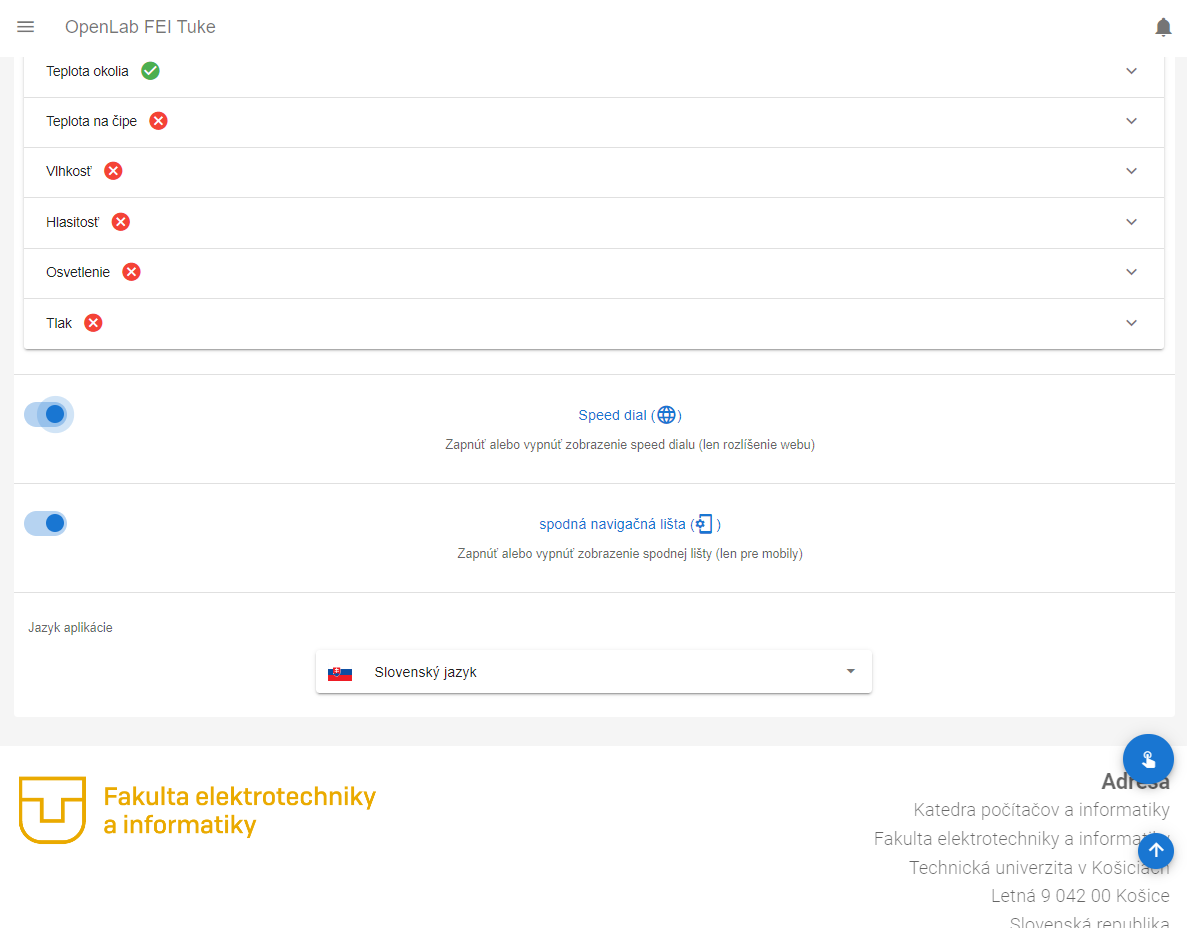 OpenLab FEI Tuke
Teplota okolia
Teplota na čipe
Vlhkosť
Hlasitosť
Osvetlenie
Tlak
Speed dial ( )
Zapnúť alebo vypnúť zobrazenie speed dialu (len rozlíšenie webu)
spodná navigačná lišta ( )
Zapnúť alebo vypnúť zobrazenie spodnej lišty (len pre mobily)
Jazyk aplikácie
Slovenský jazyk
Fakulta elektrotechniky
a informatiky
Adresa
Katedra počítačov a informatiky
Fakulta elektrotechniky a informatiky
Technická univerzita v Košiciach
Letná 9 042 00 Košice
Slovenská republika